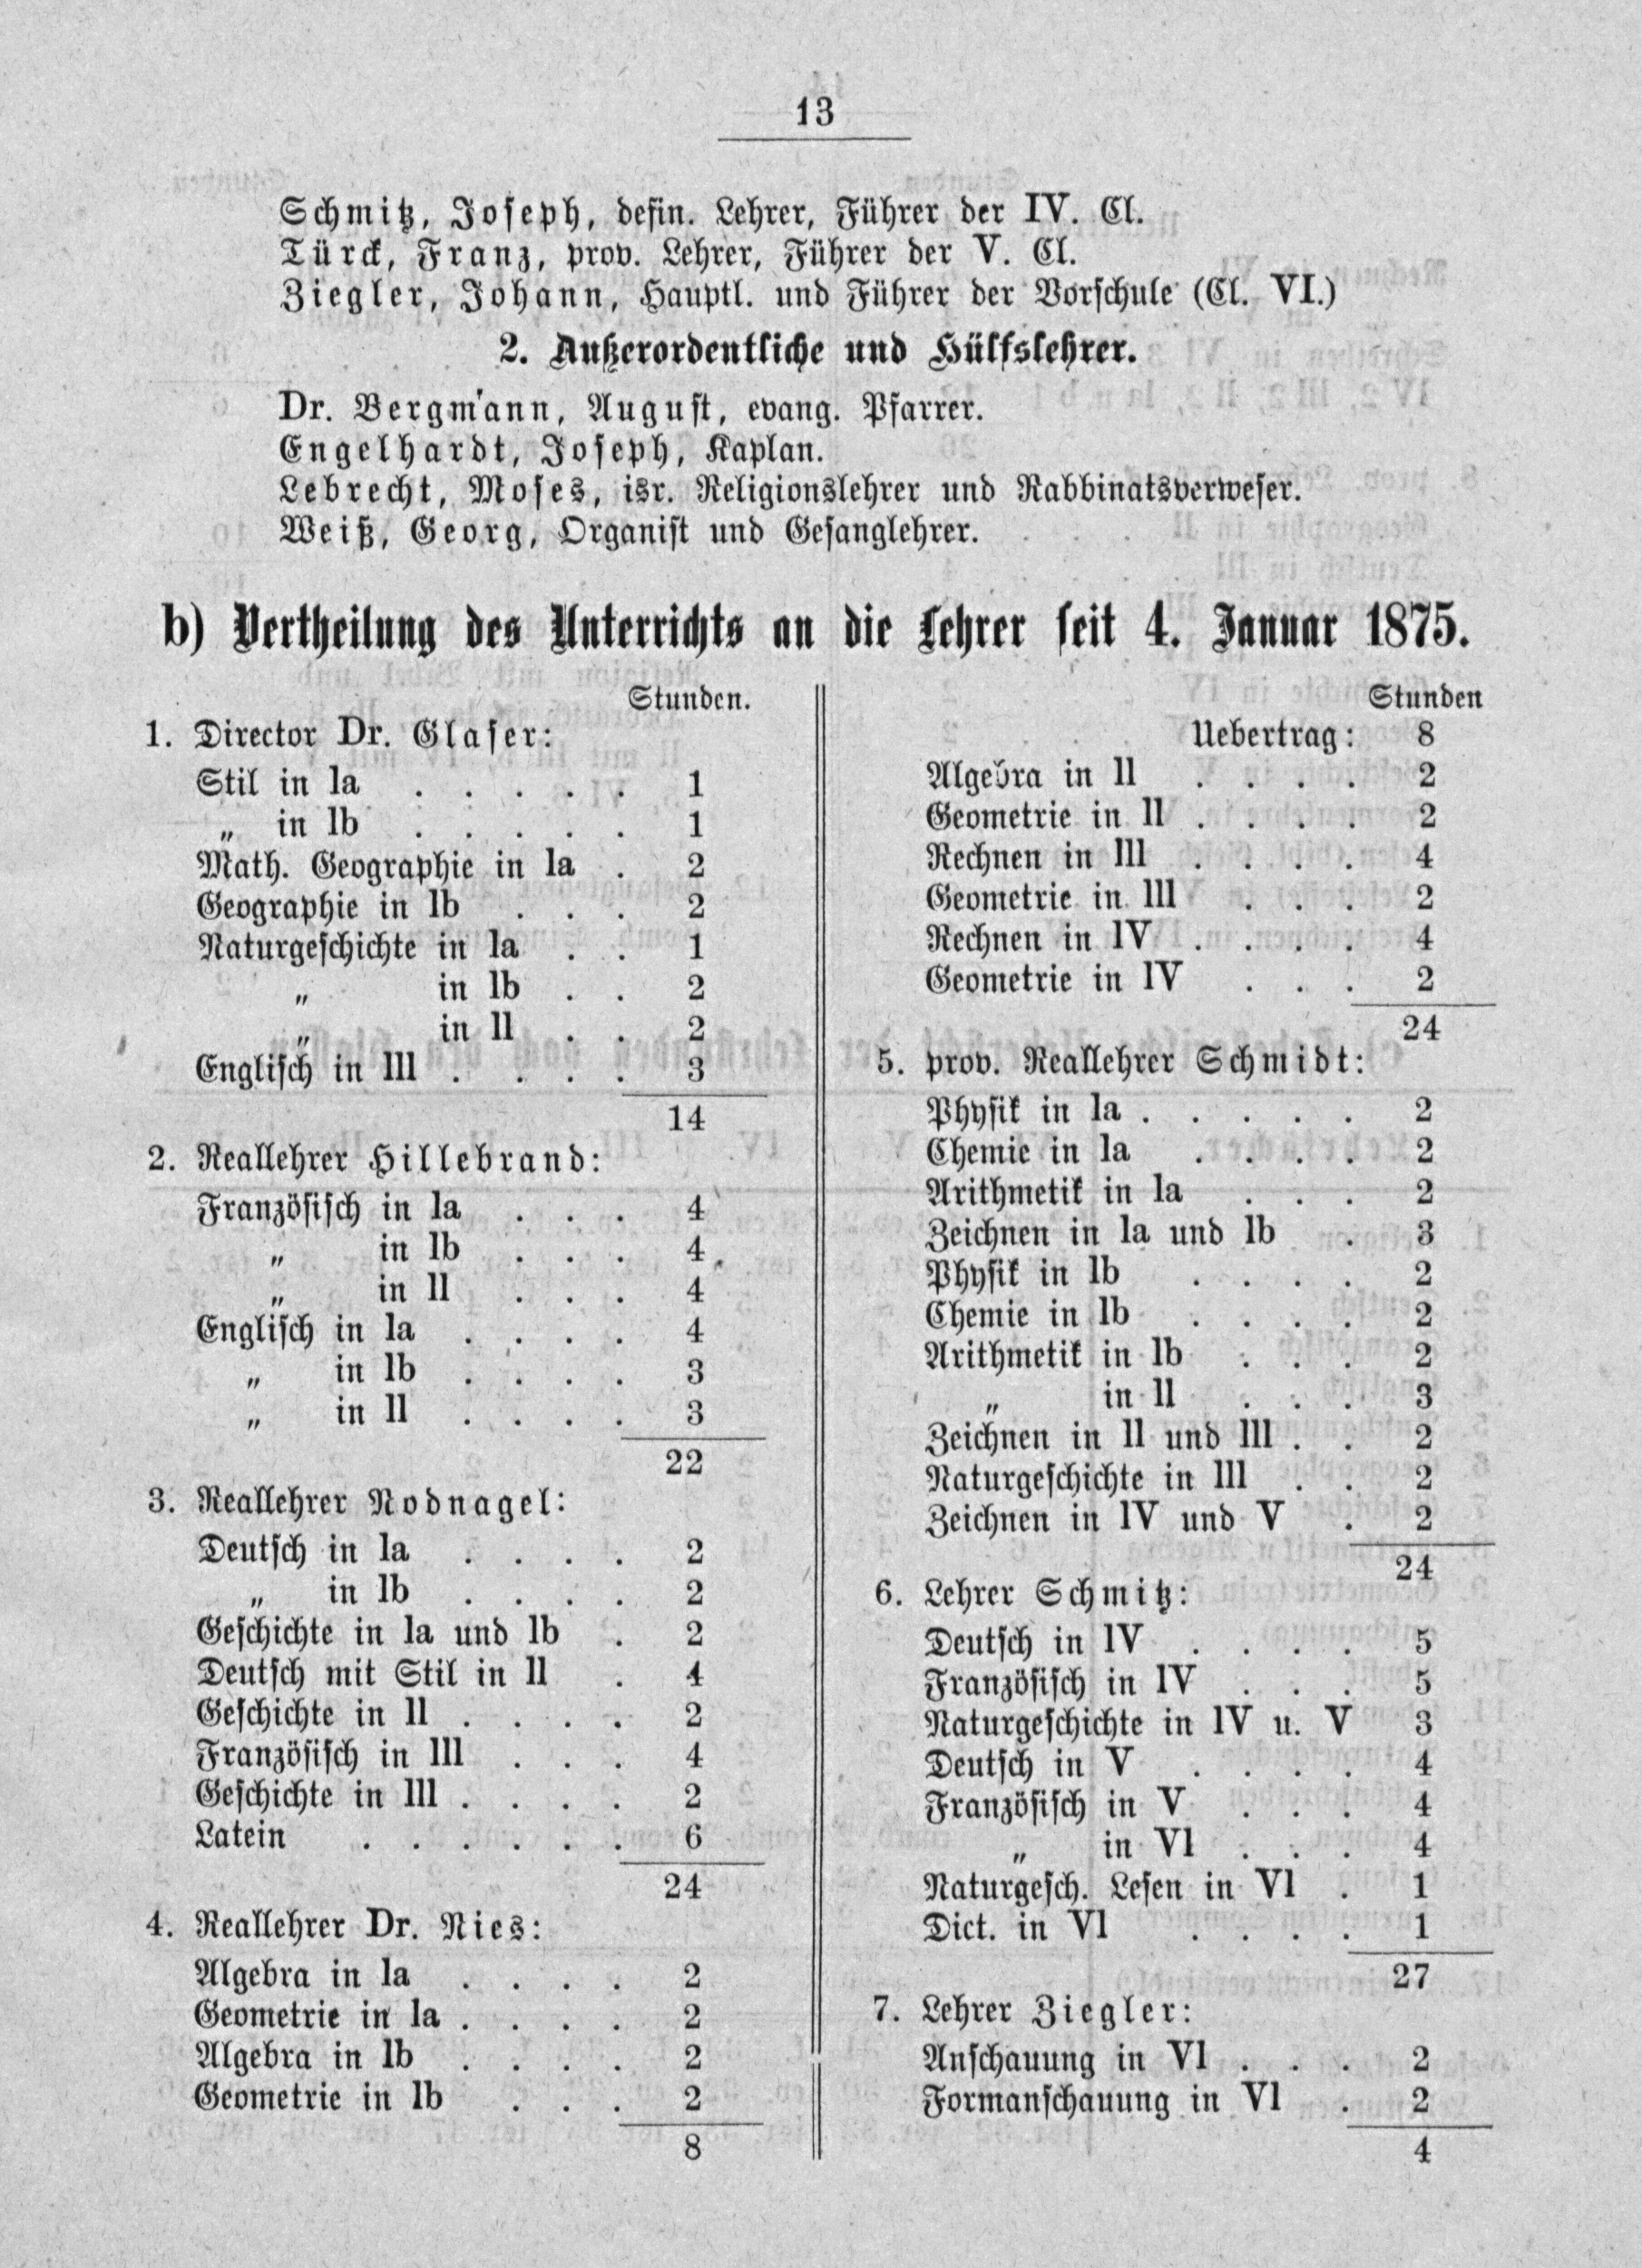 13
Schmitz, Joseph, defin. Lehrer, Führer der IV. Cl.
Türck, Franz, prov. Lehrer, Führer der V. Cl.
Ziegler, Johann, Hauptl. und Führer der Vorschule (Cl. VI.)
2. Außerordentliche und Hülfslehrer.
Dr. Bergmann, August, evang. Pfarrer.
Engelhardt, Joseph, Kaplan.
Lebrecht, Moses, isr. Religionslehrer und Rabbinatsverweser.
Weiß, Georg, Organist und Gesanglehrer.
b) Vertheilung des Unterrichts an die Lehrer seit 4. Januar 1875.
Stunden.
1. Director Dr. Glaser:
Stil in Ia . . . . . 1
„ in Ib . . . . . 1
Math. Geographie in Ia . 2
Geographie in Ib . . . 2
Naturgeschichte in Ia . . 1
„ in Ib . . 2
„ in II . . 2
Englisch in III . . . . 3
14
2. Reallehrer Hillebrand:
Französisch in Ia . . . 4
„ in Ib . . . 4
„ in II . . . 4
Englisch in Ia . . . . 4
„ in Ib . . . . 3
„ in II . . . . 3
22
3. Reallehrer Nodnagel:
Deutsch in Ia . . . . 2
„ in Ib . . . . 2
Geschichte in Ia und Ib . 2
Deutsch mit Stil in II . 4
Geschichte in II . . . . 2
Französisch in III . . . 4
Geschichte in III . . . . 2
Latein . . . . . . 6
24
4. Reallehrer Dr. Nies:
Algebra in Ia . . . . 2
Geometrie in Ia . . . . 2
Algebra in Ib . . . . 2
Geometrie in Ib . . . 2
8
Stunden
Uebertrag: 8
Algebra in II . . . . 2
Geometrie in II . . . . 2
Rechnen in III . . . . 4
Geometrie in III . . . 2
Rechnen in IV . . . . 4
Geometrie in IV . . . 2
24
5. prov. Reallehrer Schmidt:
Physik in Ia . . . . . 2
Chemie in Ia . . . . 2
Arithmetik in Ia . . . 2
Zeichnen in Ia und Ib . 3
Physik in Ib . . . . 2
Chemie in Ib . . . . 2
Arithmetik in Ib . . . 2
„ in II . . . 3
Zeichnen in II und III . . 2
Naturgeschichte in III . . 2
Zeichnen in IV und V . 2
24
6. Lehrer Schmitz:
Deutsch in IV . . . . 5
Französisch in IV . . . 5
Naturgeschichte in IV u. V 3
Deutsch in V . . . . 4
Französisch in V . . . 4
„ in VI . . . 4
Naturgesch. Lesen in VI . 1
Dict. in VI . . . . 1
27
7. Lehrer Ziegler:
Anschauung in VI . . . 2
Formanschauung in VI . 2
4